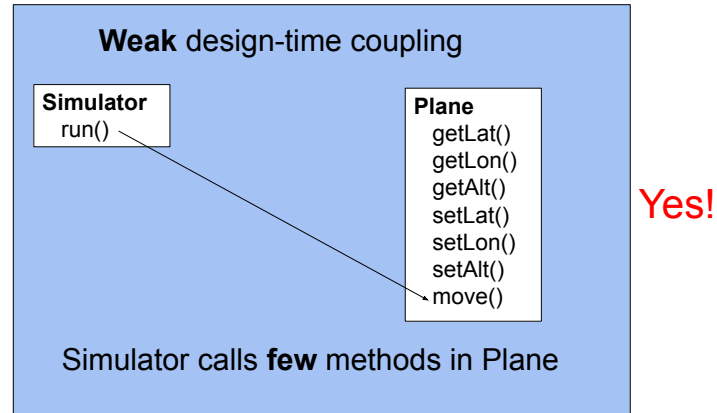 Weak design-time coupling
Simulator
run()
Plane
getLat()
getLon()
getAlt()
setLat()
setLon()
setAlt()
move()
Yes!
Simulator calls few methods in Plane